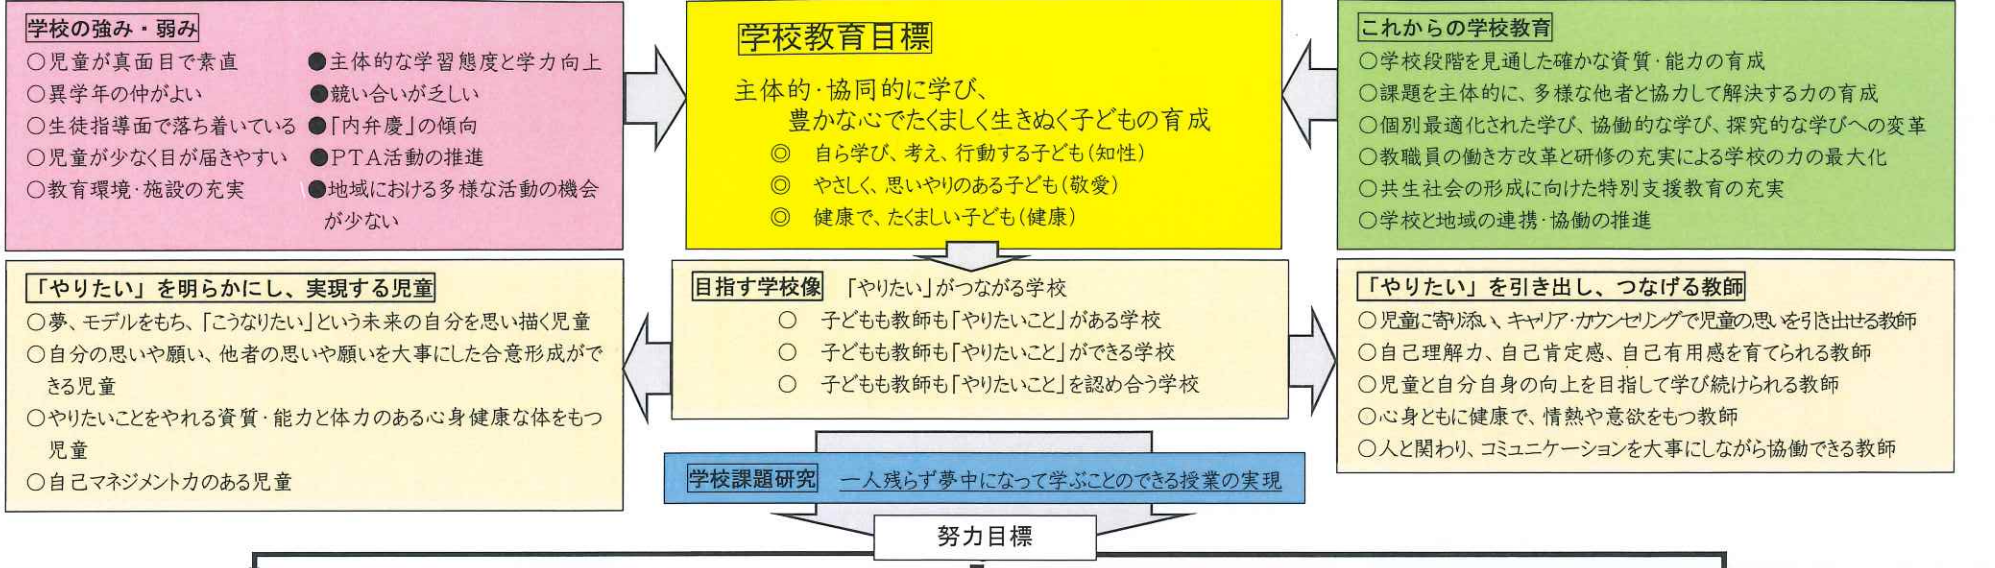 学校の強み・弱み
○児童が真面目で素直
○異学年の仲がよい
○生徒指導面で落ち着いている
○児童が少なく目が届きやすい
○教育環境・施設の充実
●主体的な学習態度と学力向上
●競い合いが乏しい
●「内弁慶」の傾向
●PTA活動の推進
●地域における多様な活動の機会
が少ない
学校教育目標
主体的・協同的に学び、
豊かな心でたくましく生きぬく子どもの育成
◎ 自ら学び、考え、行動する子ども(知性)
◎ やさしく、思いやりのある子ども(敬愛)
◎ 健康で、たくましい子ども(健康)
これからの学校教育
○学校段階を見通した確かな資質・能力の育成
○課題を主体的に、多様な他者と協力して解決する力の育成
○個別最適化された学び、協働的な学び、探究的な学びへの変革
○教職員の働き方改革と研修の充実による学校の力の最大化
○共生社会の形成に向けた特別支援教育の充実
○学校と地域の連携・協働の推進
「やりたい」を明らかにし、実現する児童
○夢、モデルをもち、「こうなりたい」という未来の自分を思い描く児童
○自分の思いや願い、他者の思いや願いを大事にした合意形成がで
きる児童
○やりたいことをやれる資質・能力と体力のある心身健康な体をもつ
児童
○自己マネジメント力のある児童
目指す学校像 「やりたい」がつながる学校
○ 子どもも教師も「やりたいこと」がある学校
○ 子どもも教師も「やりたいこと」ができる学校
○ 子どもも教師も「やりたいこと」を認め合う学校
「やりたい」を引き出し、つなげる教師
○児童に寄り添い、キャリア・カウンセリングで児童の思いを引き出せる教師
○自己理解力、自己肯定感、自己有用感を育てられる教師
○児童と自分自身の向上を目指して学び続けられる教師
○心身ともに健康で、情熱や意欲をもつ教師
○人と関わり、コミュニケーションを大事にしながら協働できる教師
学校課題研究 一人残らず夢中になって学ぶことのできる授業の実現
努力目標